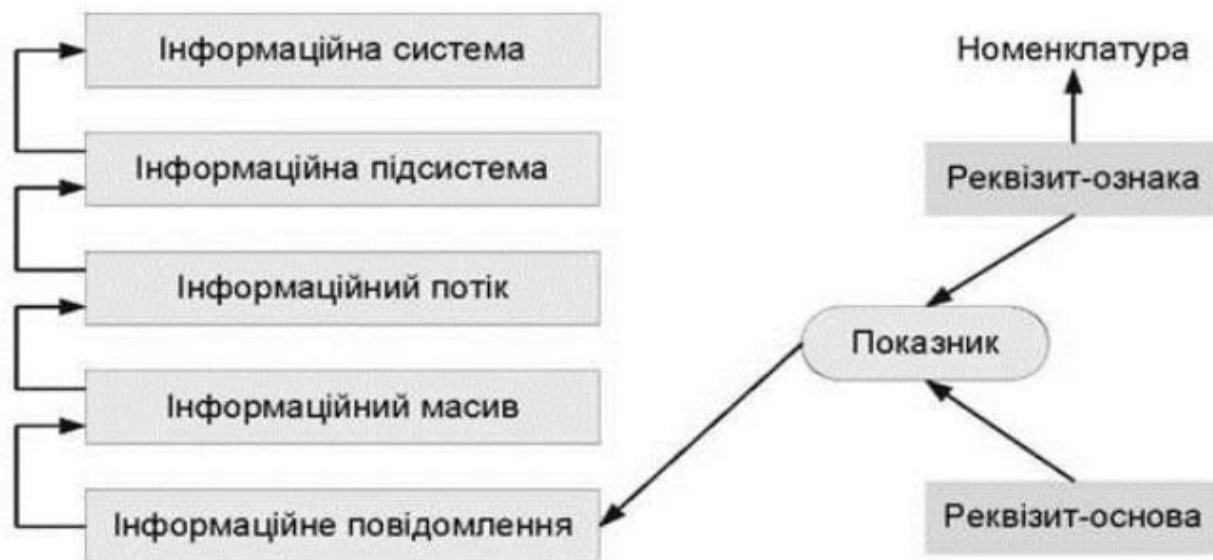 Інформаційна система
Інформаційна підсистема
Інформаційний потік
Інформаційний масив
Інформаційне повідомлення
Номенклатура
Реквізит-ознака
Показник
Реквізит-основа